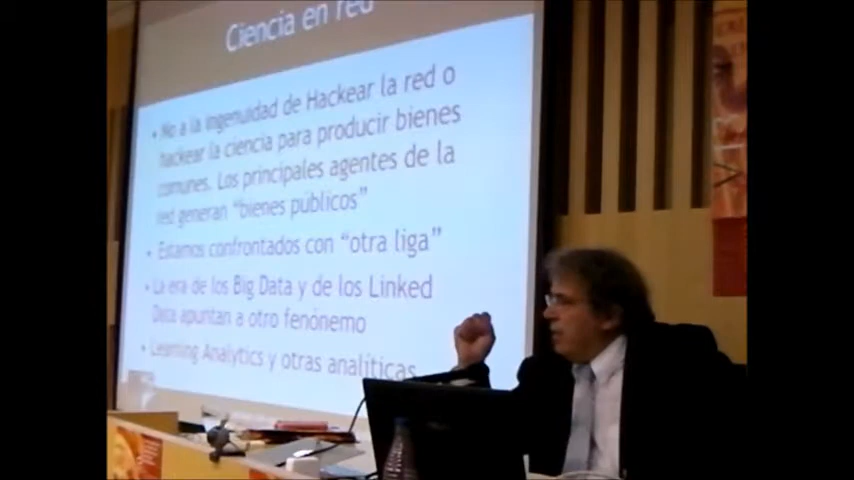 Ciencia en red
• No a la ingenuidad de Hackear la red o
hackear la ciencia para producir bienes
comunes. Los principales agentes de la
red generan “bienes públicos”
• Estamos confrontados con “otra liga”
• La era de los Big Data y de los Linked
Data apuntan a otro fenónemo
• Learning Analytics y otras analíticas